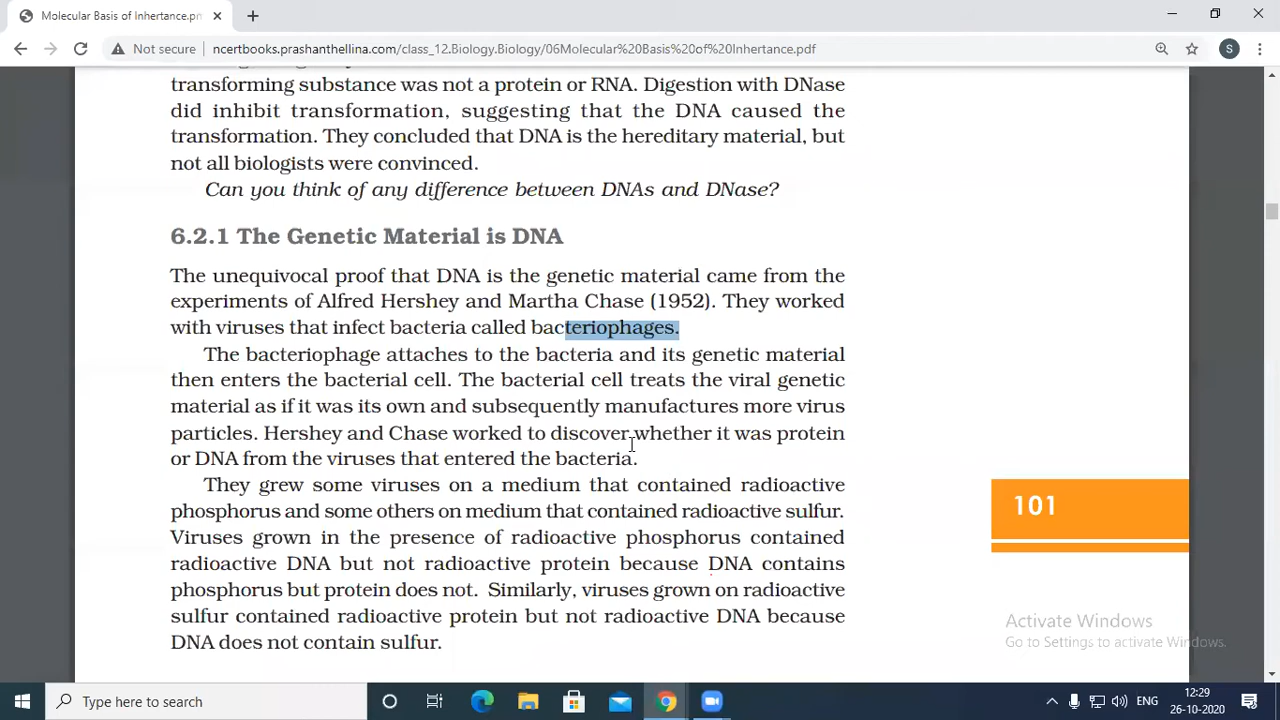 Molecular Basis of Inhertance.pn
Not secure
ncertbooks.prashanthellina.com/class_12.Biology.Biology/06Molecular%20Basis%20of%20Inhertance.pdf
S
transforming substance was not a protein or RNA. Digestion with DNase
did inhibit transformation, suggesting that the DNA caused the
transformation. They concluded that DNA is the hereditary material, but
not all biologists were convinced.
Can you think of any difference between DNAs and DNase?
6.2.1 The Genetic Material is DNA
The unequivocal proof that DNA is the genetic material came from the
experiments of Alfred Hershey and Martha Chase (1952). They worked
with viruses that infect bacteria called bacteriophages.
The bacteriophage attaches to the bacteria and its genetic material
then enters the bacterial cell. The bacterial cell treats the viral genetic
material as if it was its own and subsequently manufactures more virus
particles. Hershey and Chase worked to discover whether it was protein
or DNA from the viruses that entered the bacteria.
They grew some viruses on a medium that contained radioactive
phosphorus and some others on medium that contained radioactive sulfur.
Viruses grown in the presence of radioactive phosphorus contained
radioactive DNA but not radioactive protein because DNA contains
phosphorus but protein does not. Similarly, viruses grown on radioactive
sulfur contained radioactive protein but not radioactive DNA because
DNA does not contain sulfur.
101
Activate Windows
Go to Settings to activate Windows.
Type here to search
ENG
12:29
26-10-2020